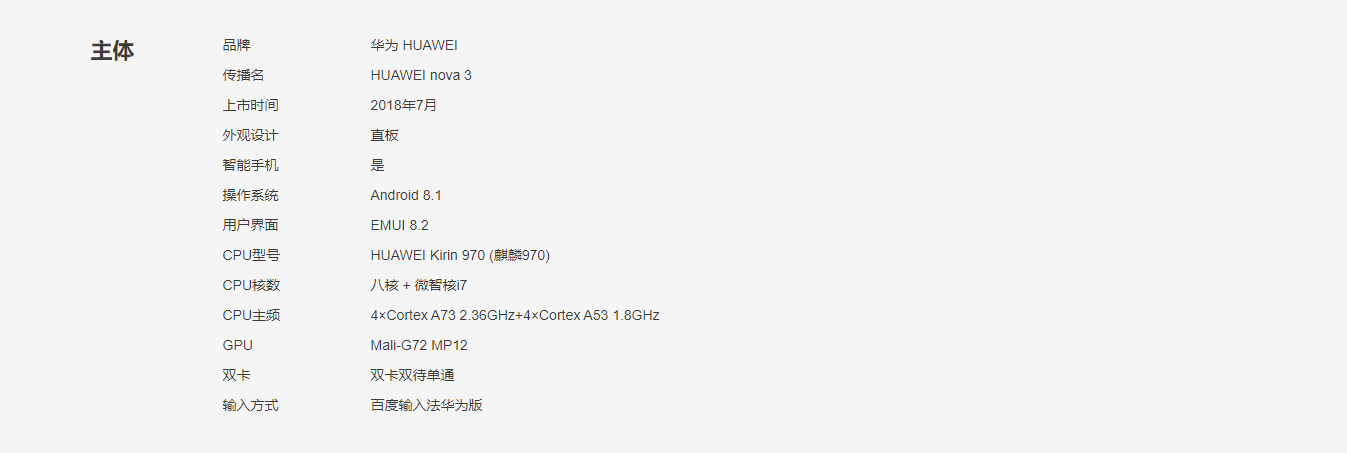 主体
品牌 华为 HUAWEI
传播名 HUAWEI nova 3
上市时间 2018年7月
外观设计 直板
智能手机 是
操作系统 Android 8.1
用户界面 EMUI 8.2
CPU型号 HUAWEI Kirin 970 (麒麟970)
CPU核数 八核 + 微智核i7
CPU主频 4×Cortex A73 2.36GHz+4×Cortex A53 1.8GHz
GPU Mali-G72 MP12
双卡 双卡双待单通
输入方式 百度输入法华为版